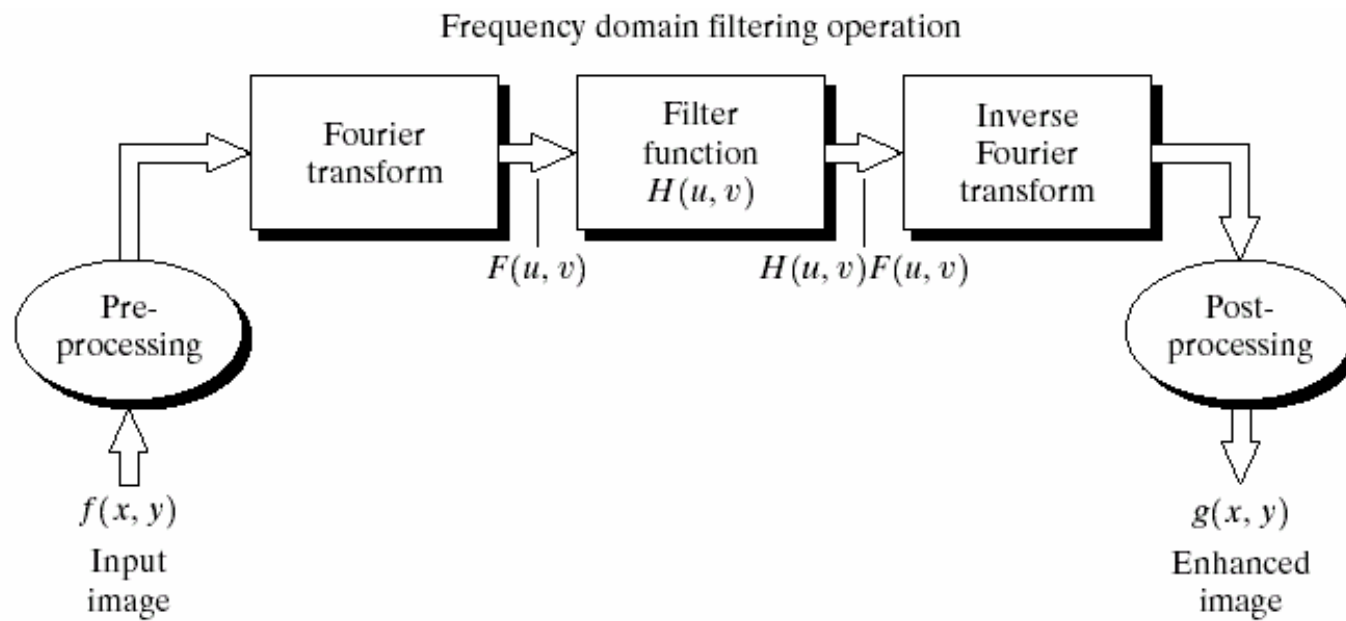 Frequency domain filtering operation
Fourier
transform
Filter
function
H(u, v)
Inverse
Fourier
transform
F(u, v)
H(u, v)F(u, v)
Pre-
processing
Post-
processing
f(x, y)
Input
image
g(x, y)
Enhanced
image